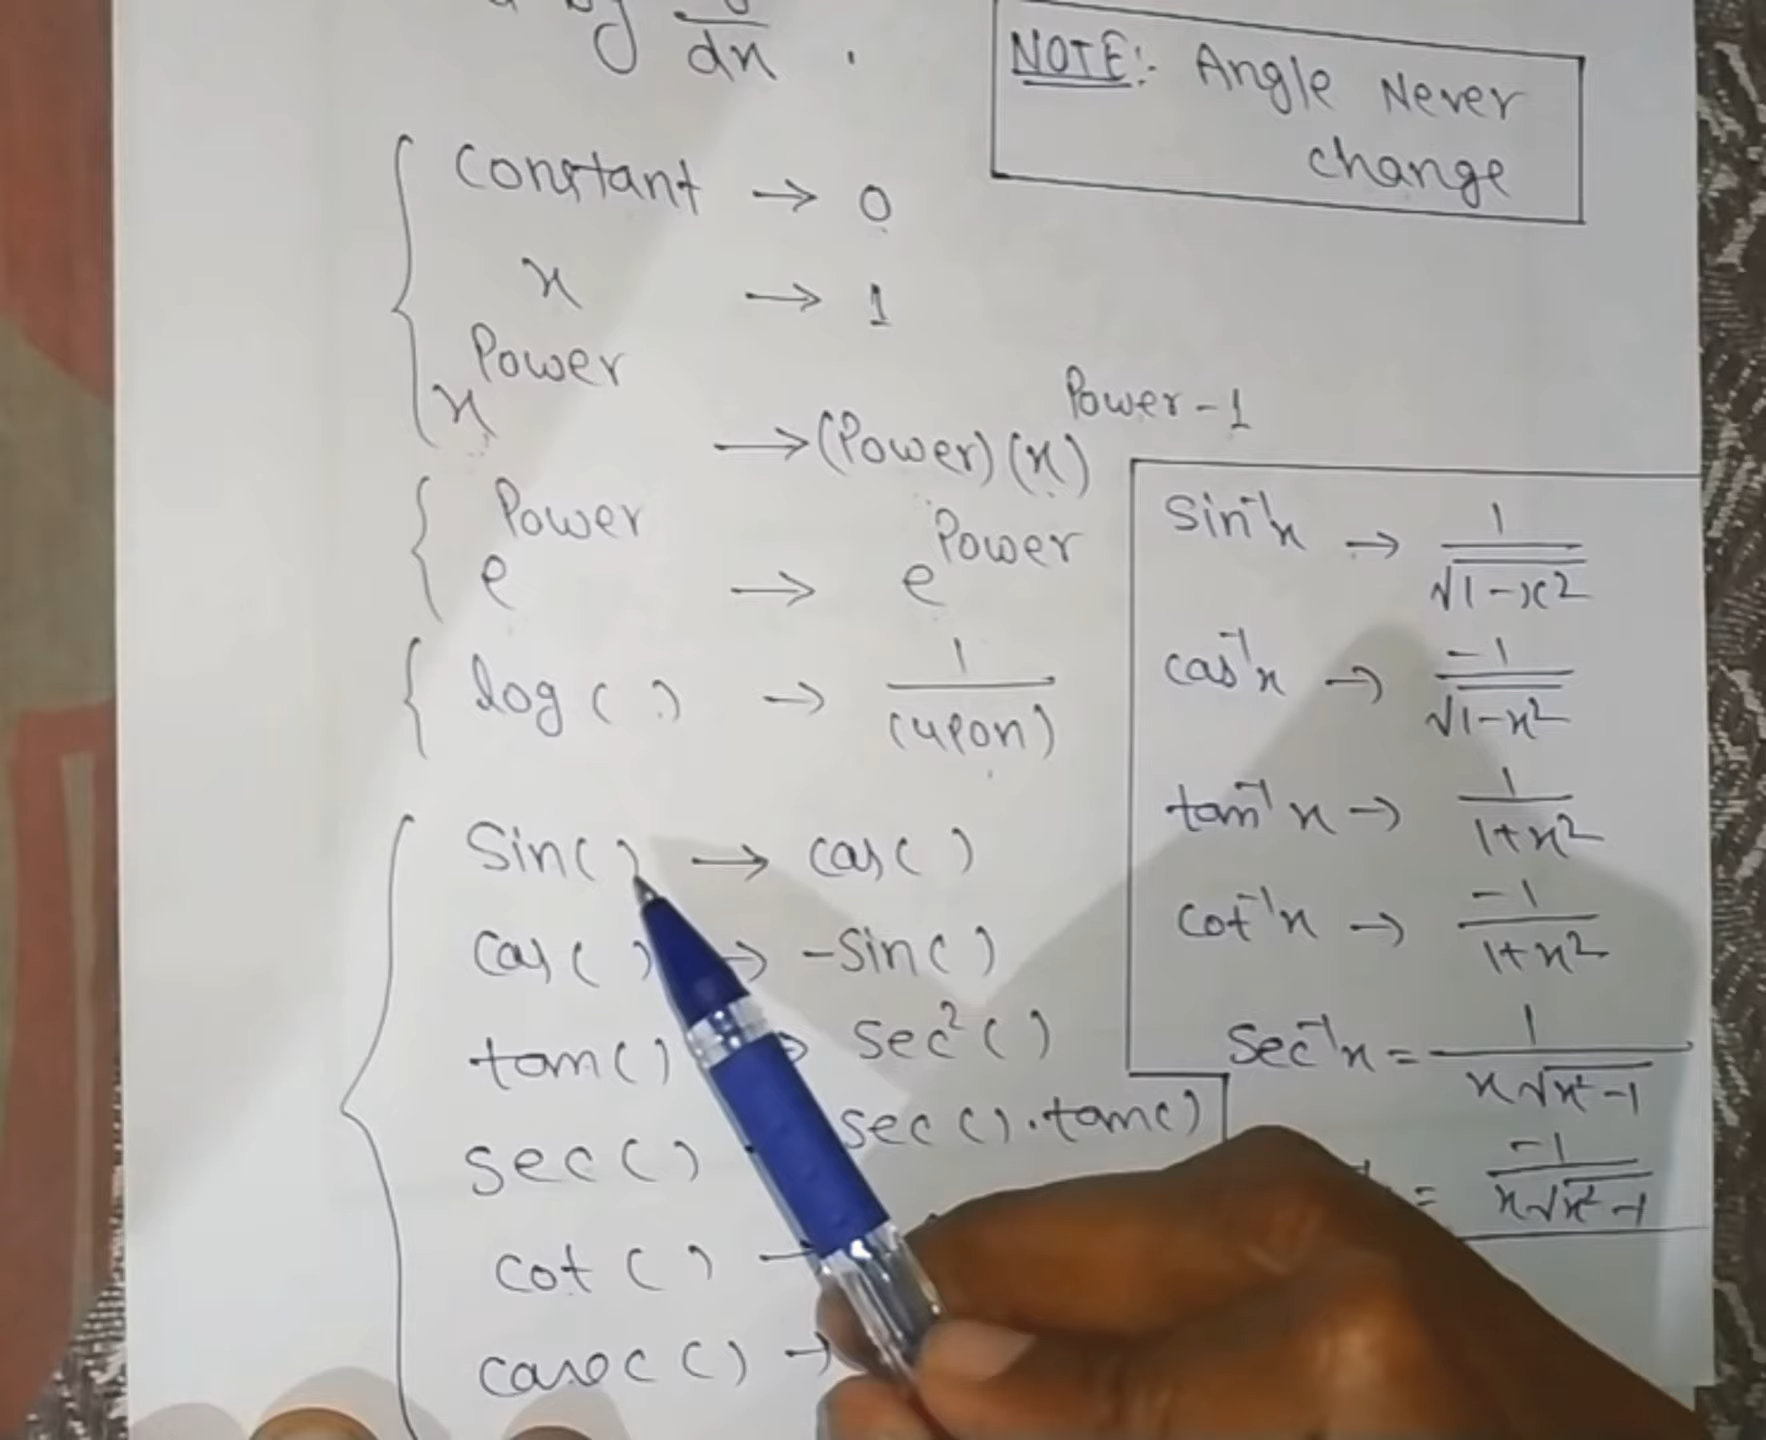 by d/dx .
NOTE:- Angle Never
change
Constant → 0
x → 1
x^Power → (Power)(x)^Power-1
e^Power → e^Power
log( ) → 1/(upon)
Sin( ) → cos( )
cos( ) → -Sin( )
tan( ) → sec²( )
sec( ) sec( ).tan( )
cot( ) -
cosec( ) →
Sin⁻¹x → 1/√1-x²
cos⁻¹x → -1/√1-x²
tan⁻¹x → 1/1+x²
cot⁻¹x → -1/1+x²
Sec⁻¹x = 1/x√x²-1
= -1/x√x²-1